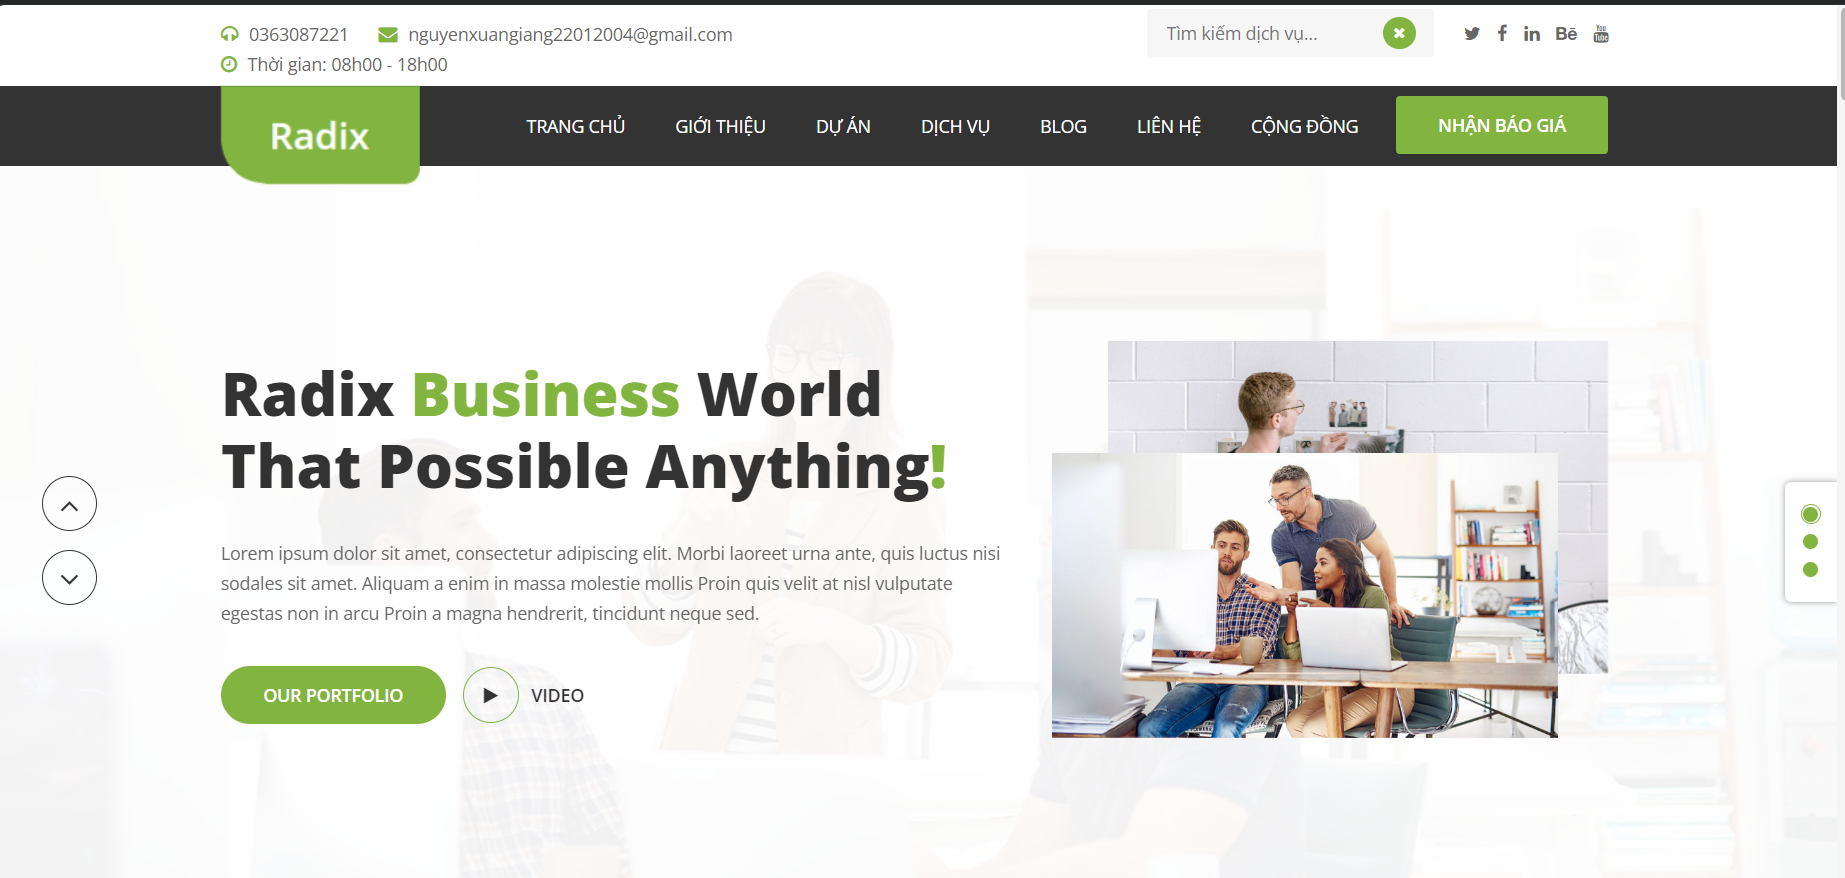 0363087221 nguyenxuangiang22012004@gmail.com
Thời gian: 08h00 - 18h00
Tìm kiếm dịch vụ...
Bē
You Tube
Radix
TRANG CHỦ GIỚI THIỆU DỰ ÁN DỊCH VỤ BLOG LIÊN HỆ CỘNG ĐỒNG NHẬN BÁO GIÁ
Radix Business World
That Possible Anything!
Lorem ipsum dolor sit amet, consectetur adipiscing elit. Morbi laoreet urna ante, quis luctus nisi
sodales sit amet. Aliquam a enim in massa molestie mollis Proin quis velit at nisl vulputate
egestas non in arcu Proin a magna hendrerit, tincidunt neque sed.
OUR PORTFOLIO VIDEO